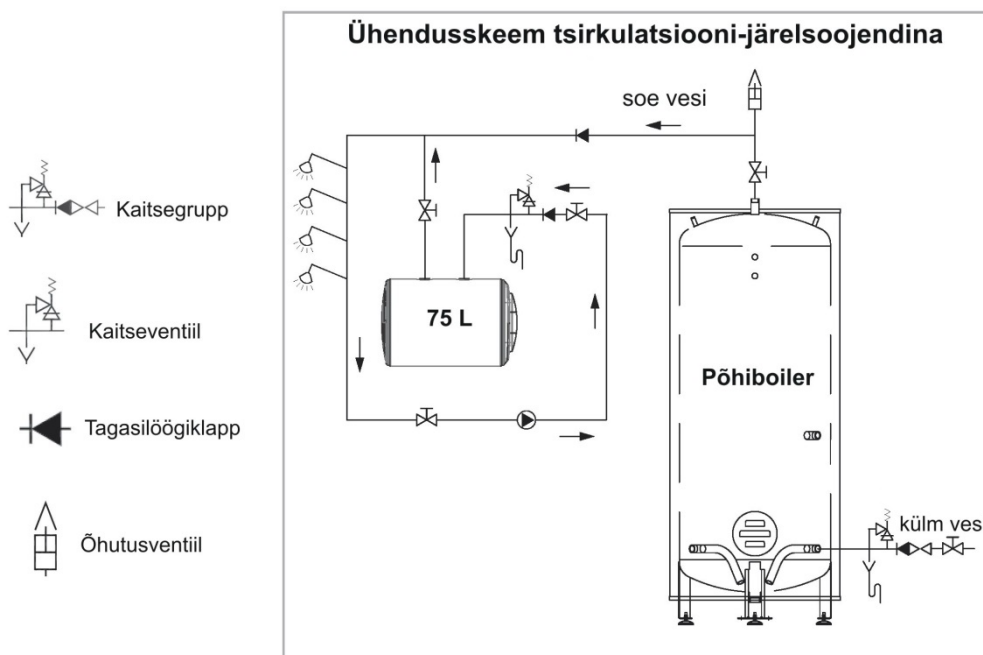 Ühendusskeem tsirkulatsiooni-järelsoojendina
soe vesi
Kaitsegrupp
75 L
Kaitseventiil
Põhiboiler
Tagasilöögiklapp
külm ves
Õhutusventiil